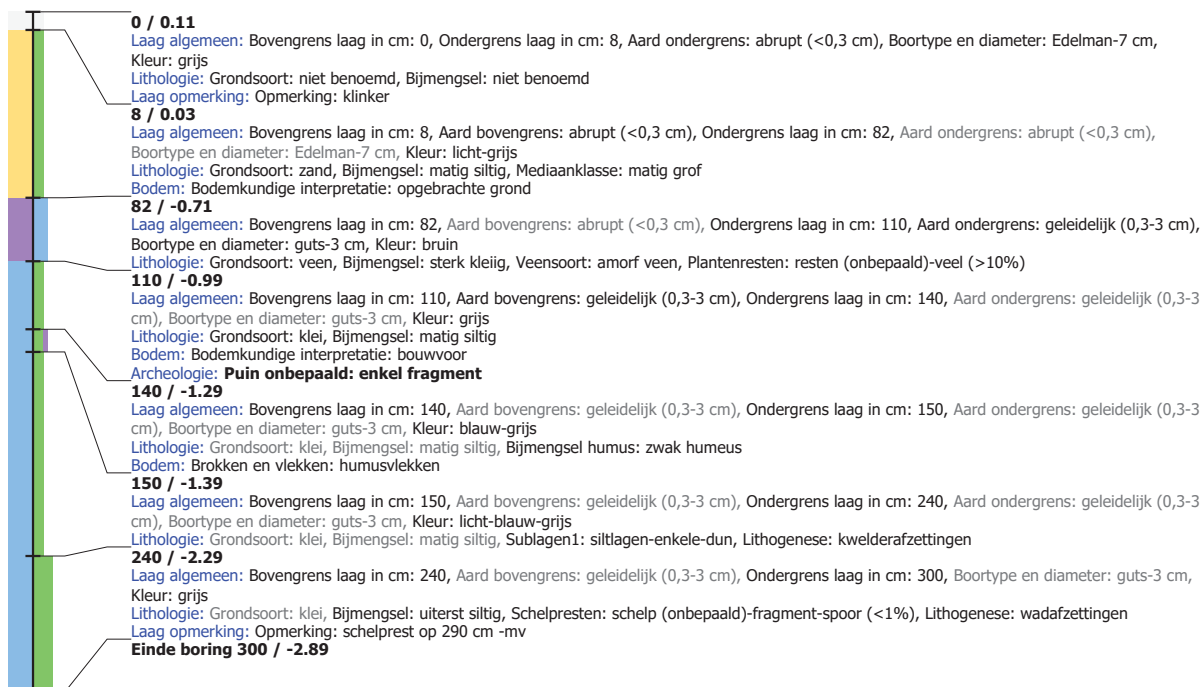 0 / 0.11
Laag algemeen: Bovengrens laag in cm: 0, Ondergrens laag in cm: 8, Aard ondergrens: abrupt (<0,3 cm), Boortype en diameter: Edelman-7 cm,
Kleur: grijs
Lithologie: Grondsoort: niet benoemd, Bijmengsel: niet benoemd
Laag opmerking: Opmerking: klinker
8 / 0.03
Laag algemeen: Bovengrens laag in cm: 8, Aard bovengrens: abrupt (<0,3 cm), Ondergrens laag in cm: 82, Aard ondergrens: abrupt (<0,3 cm),
Boortype en diameter: Edelman-7 cm, Kleur: licht-grijs
Lithologie: Grondsoort: zand, Bijmengsel: matig siltig, Mediaanklasse: matig grof
Bodem: Bodemkundige interpretatie: opgebrachte grond
82 / -0.71
Laag algemeen: Bovengrens laag in cm: 82, Aard bovengrens: abrupt (<0,3 cm), Ondergrens laag in cm: 110, Aard ondergrens: geleidelijk (0,3-3 cm),
Boortype en diameter: guts-3 cm, Kleur: bruin
Lithologie: Grondsoort: veen, Bijmengsel: sterk kleiig, Veensoort: amorf veen, Plantenresten: resten (onbepaald)-veel (>10%)
110 / -0.99
Laag algemeen: Bovengrens laag in cm: 110, Aard bovengrens: geleidelijk (0,3-3 cm), Ondergrens laag in cm: 140, Aard ondergrens: geleidelijk (0,3-3
cm), Boortype en diameter: guts-3 cm, Kleur: grijs
Lithologie: Grondsoort: klei, Bijmengsel: matig siltig
Bodem: Bodemkundige interpretatie: bouwvoor
Archeologie: Puin onbepaald: enkel fragment
140 / -1.29
Laag algemeen: Bovengrens laag in cm: 140, Aard bovengrens: geleidelijk (0,3-3 cm), Ondergrens laag in cm: 150, Aard ondergrens: geleidelijk (0,3-3
cm), Boortype en diameter: guts-3 cm, Kleur: blauw-grijs
Lithologie: Grondsoort: klei, Bijmengsel: matig siltig, Bijmengsel humus: zwak humeus
Bodem: Brokken en vlekken: humusvlekken
150 / -1.39
Laag algemeen: Bovengrens laag in cm: 150, Aard bovengrens: geleidelijk (0,3-3 cm), Ondergrens laag in cm: 240, Aard ondergrens: geleidelijk (0,3-3
cm), Boortype en diameter: guts-3 cm, Kleur: licht-blauw-grijs
Lithologie: Grondsoort: klei, Bijmengsel: matig siltig, Sublagen1: siltlagen-enkele-dun, Lithogenese: kwelderafzettingen
240 / -2.29
Laag algemeen: Bovengrens laag in cm: 240, Aard bovengrens: geleidelijk (0,3-3 cm), Ondergrens laag in cm: 300, Boortype en diameter: guts-3 cm,
Kleur: grijs
Lithologie: Grondsoort: klei, Bijmengsel: uiterst siltig, Schelpresten: schelp (onbepaald)-fragment-spoor (<1%), Lithogenese: wadafzettingen
Laag opmerking: Opmerking: schelprest op 290 cm -mv
Einde boring 300 / -2.89